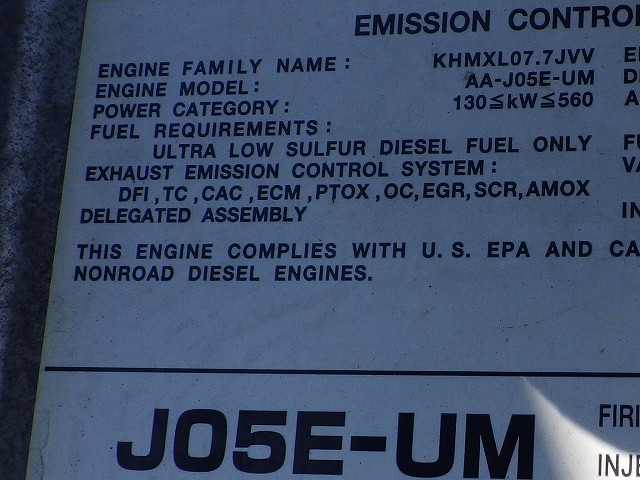 EMISSION CONTROL
ENGINE FAMILY NAME : KHMXL07.7JVV
ENGINE MODEL: AA-J05E-UM
POWER CATEGORY: 130≦kW≦560
FUEL REQUIREMENTS :
ULTRA LOW SULFUR DIESEL FUEL ONLY
EXHAUST EMISSION CONTROL SYSTEM :
DFI ,TC ,CAC ,ECM ,PTOX ,OC,EGR,SCR,AMOX
DELEGATED ASSEMBLY
THIS ENGINE COMPLIES WITH U. S. EPA AND CA
NONROAD DIESEL ENGINES.
J05E-UM
FIRI
INJE